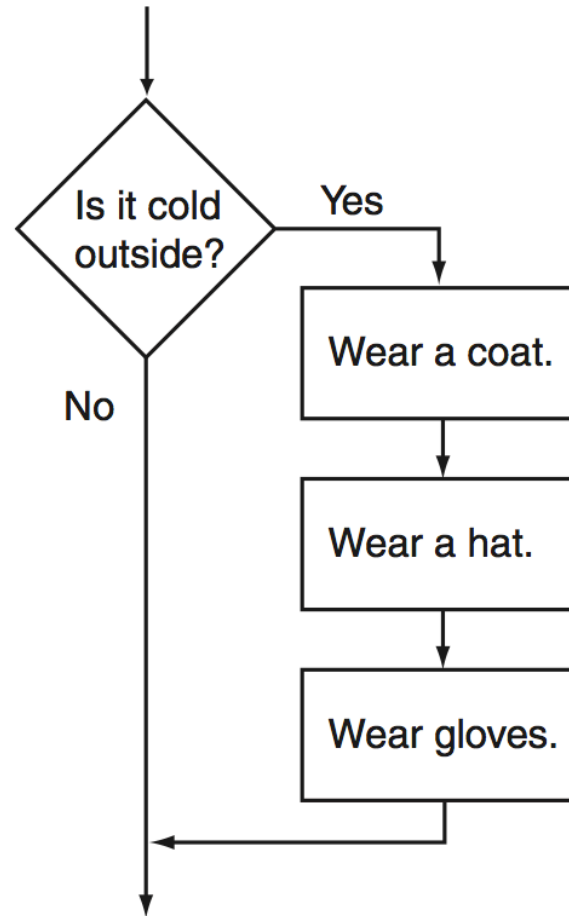 Is it cold
outside?
Yes
Wear a coat.
No
Wear a hat.
Wear gloves.